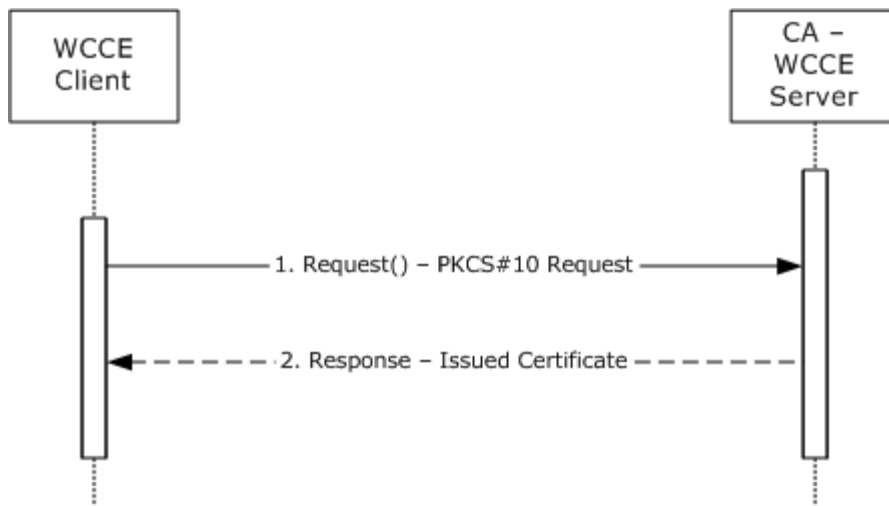 WCCE
Client
CA –
WCCE
Server
1. Request() – PKCS#10 Request
2. Response – Issued Certificate